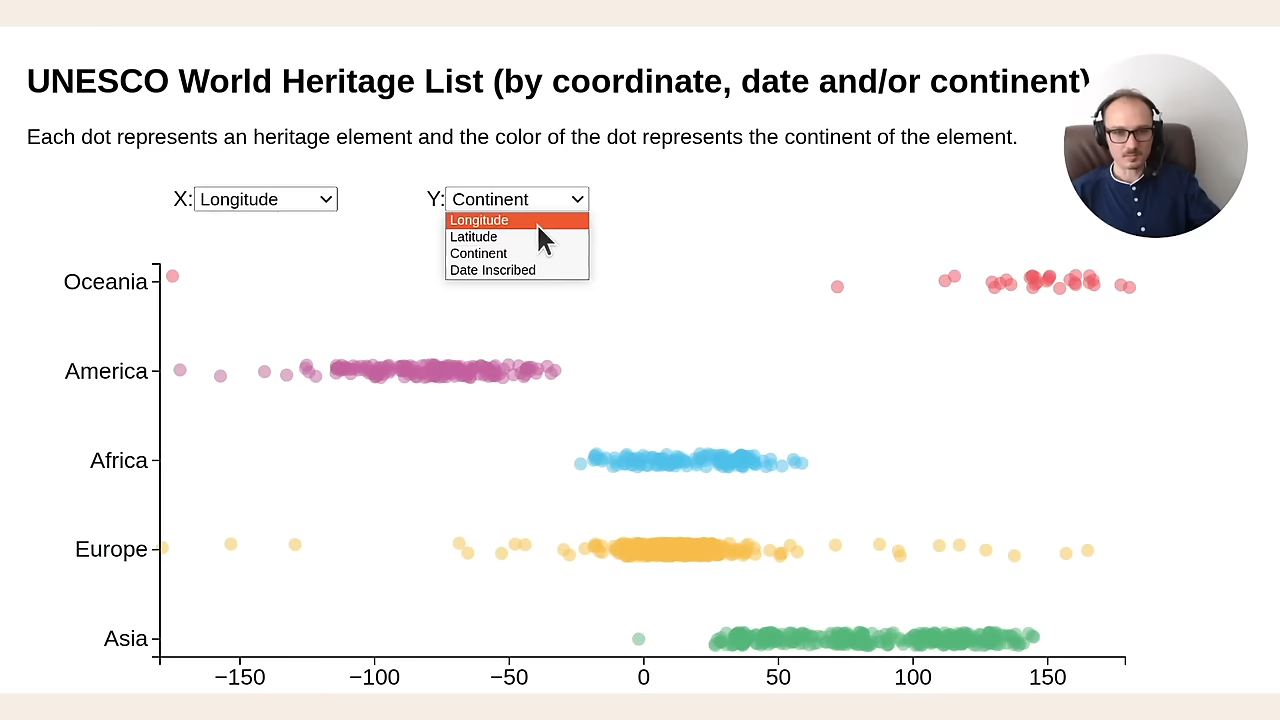 UNESCO World Heritage List (by coordinate, date and/or continent)
Each dot represents an heritage element and the color of the dot represents the continent of the element.
X: Longitude Y: Continent
Longitude
Latitude
Continent
Date Inscribed
Oceania
America
Africa
Europe
Asia
−150 −100 −50 0 50 100 150